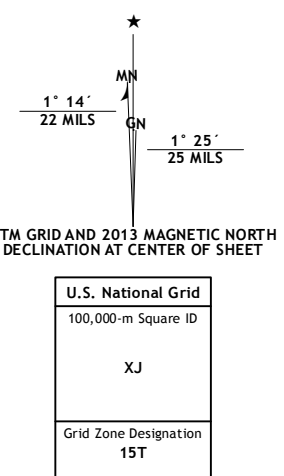 ★
MN
1° 14´
22 MILS
GN
1° 25´
25 MILS
TM GRID AND 2013 MAGNETIC NORTH
DECLINATION AT CENTER OF SHEET
U.S. National Grid
100,000-m Square ID
XJ
Grid Zone Designation
15T